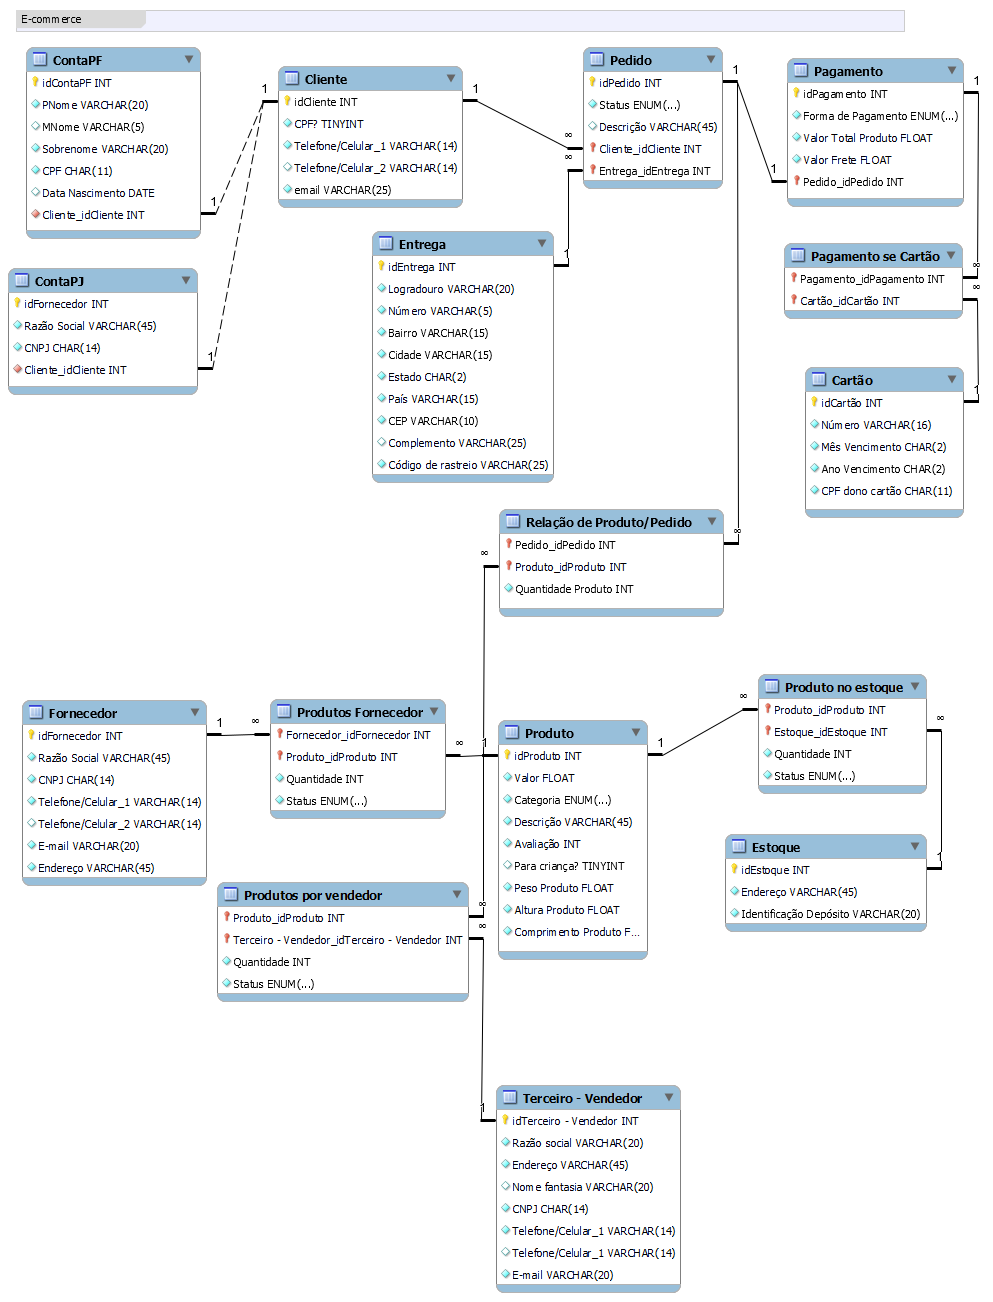 E-commerce
ContaPF
idContaPF INT
PNome VARCHAR(20)
MNome VARCHAR(5)
Sobrenome VARCHAR(20)
CPF CHAR(11)
Data Nascimento DATE
Cliente_idCliente INT
1
1
Cliente
idCliente INT
CPF? TINYINT
Telefone/Celular_1 VARCHAR(14)
Telefone/Celular_2 VARCHAR(14)
email VARCHAR(25)
1
∞
∞
Pedido
idPedido INT
Status ENUM(...)
Descrição VARCHAR(45)
Cliente_idCliente INT
Entrega_idEntrega INT
1
1
Pagamento
idPagamento INT
Forma de Pagamento ENUM(...)
Valor Total Produto FLOAT
Valor Frete FLOAT
Pedido_idPedido INT
1
ContaPJ
idFornecedor INT
Razão Social VARCHAR(45)
CNPJ CHAR(14)
Cliente_idCliente INT
1
Entrega
idEntrega INT
Logradouro VARCHAR(20)
Número VARCHAR(5)
Bairro VARCHAR(15)
Cidade VARCHAR(15)
Estado CHAR(2)
País VARCHAR(15)
CEP VARCHAR(10)
Complemento VARCHAR(25)
Código de rastreio VARCHAR(25)
1
Pagamento se Cartão
Pagamento_idPagamento INT
Cartão_idCartão INT
∞
∞
Cartão
idCartão INT
Número VARCHAR(16)
Mês Vencimento CHAR(2)
Ano Vencimento CHAR(2)
CPF dono cartão CHAR(11)
1
Relação de Produto/Pedido
Pedido_idPedido INT
Produto_idProduto INT
Quantidade Produto INT
∞
∞
Fornecedor
idFornecedor INT
Razão Social VARCHAR(45)
CNPJ CHAR(14)
Telefone/Celular_1 VARCHAR(14)
Telefone/Celular_2 VARCHAR(14)
E-mail VARCHAR(20)
Endereço VARCHAR(45)
1
∞
Produtos Fornecedor
Fornecedor_idFornecedor INT
Produto_idProduto INT
Quantidade INT
Status ENUM(...)
∞
1
Produto
idProduto INT
Valor FLOAT
Categoria ENUM(...)
Descrição VARCHAR(45)
Avaliação INT
Para criança? TINYINT
Peso Produto FLOAT
Altura Produto FLOAT
Comprimento Produto F...
1
∞
Produto no estoque
Produto_idProduto INT
Estoque_idEstoque INT
Quantidade INT
Status ENUM(...)
∞
Estoque
idEstoque INT
Endereço VARCHAR(45)
Identificação Depósito VARCHAR(20)
1
Produtos por vendedor
Produto_idProduto INT
Terceiro - Vendedor_idTerceiro - Vendedor INT
Quantidade INT
Status ENUM(...)
∞
∞
1
Terceiro - Vendedor
idTerceiro - Vendedor INT
Razão social VARCHAR(20)
Endereço VARCHAR(45)
Nome fantasia VARCHAR(20)
CNPJ CHAR(14)
Telefone/Celular_1 VARCHAR(14)
Telefone/Celular_1 VARCHAR(14)
E-mail VARCHAR(20)